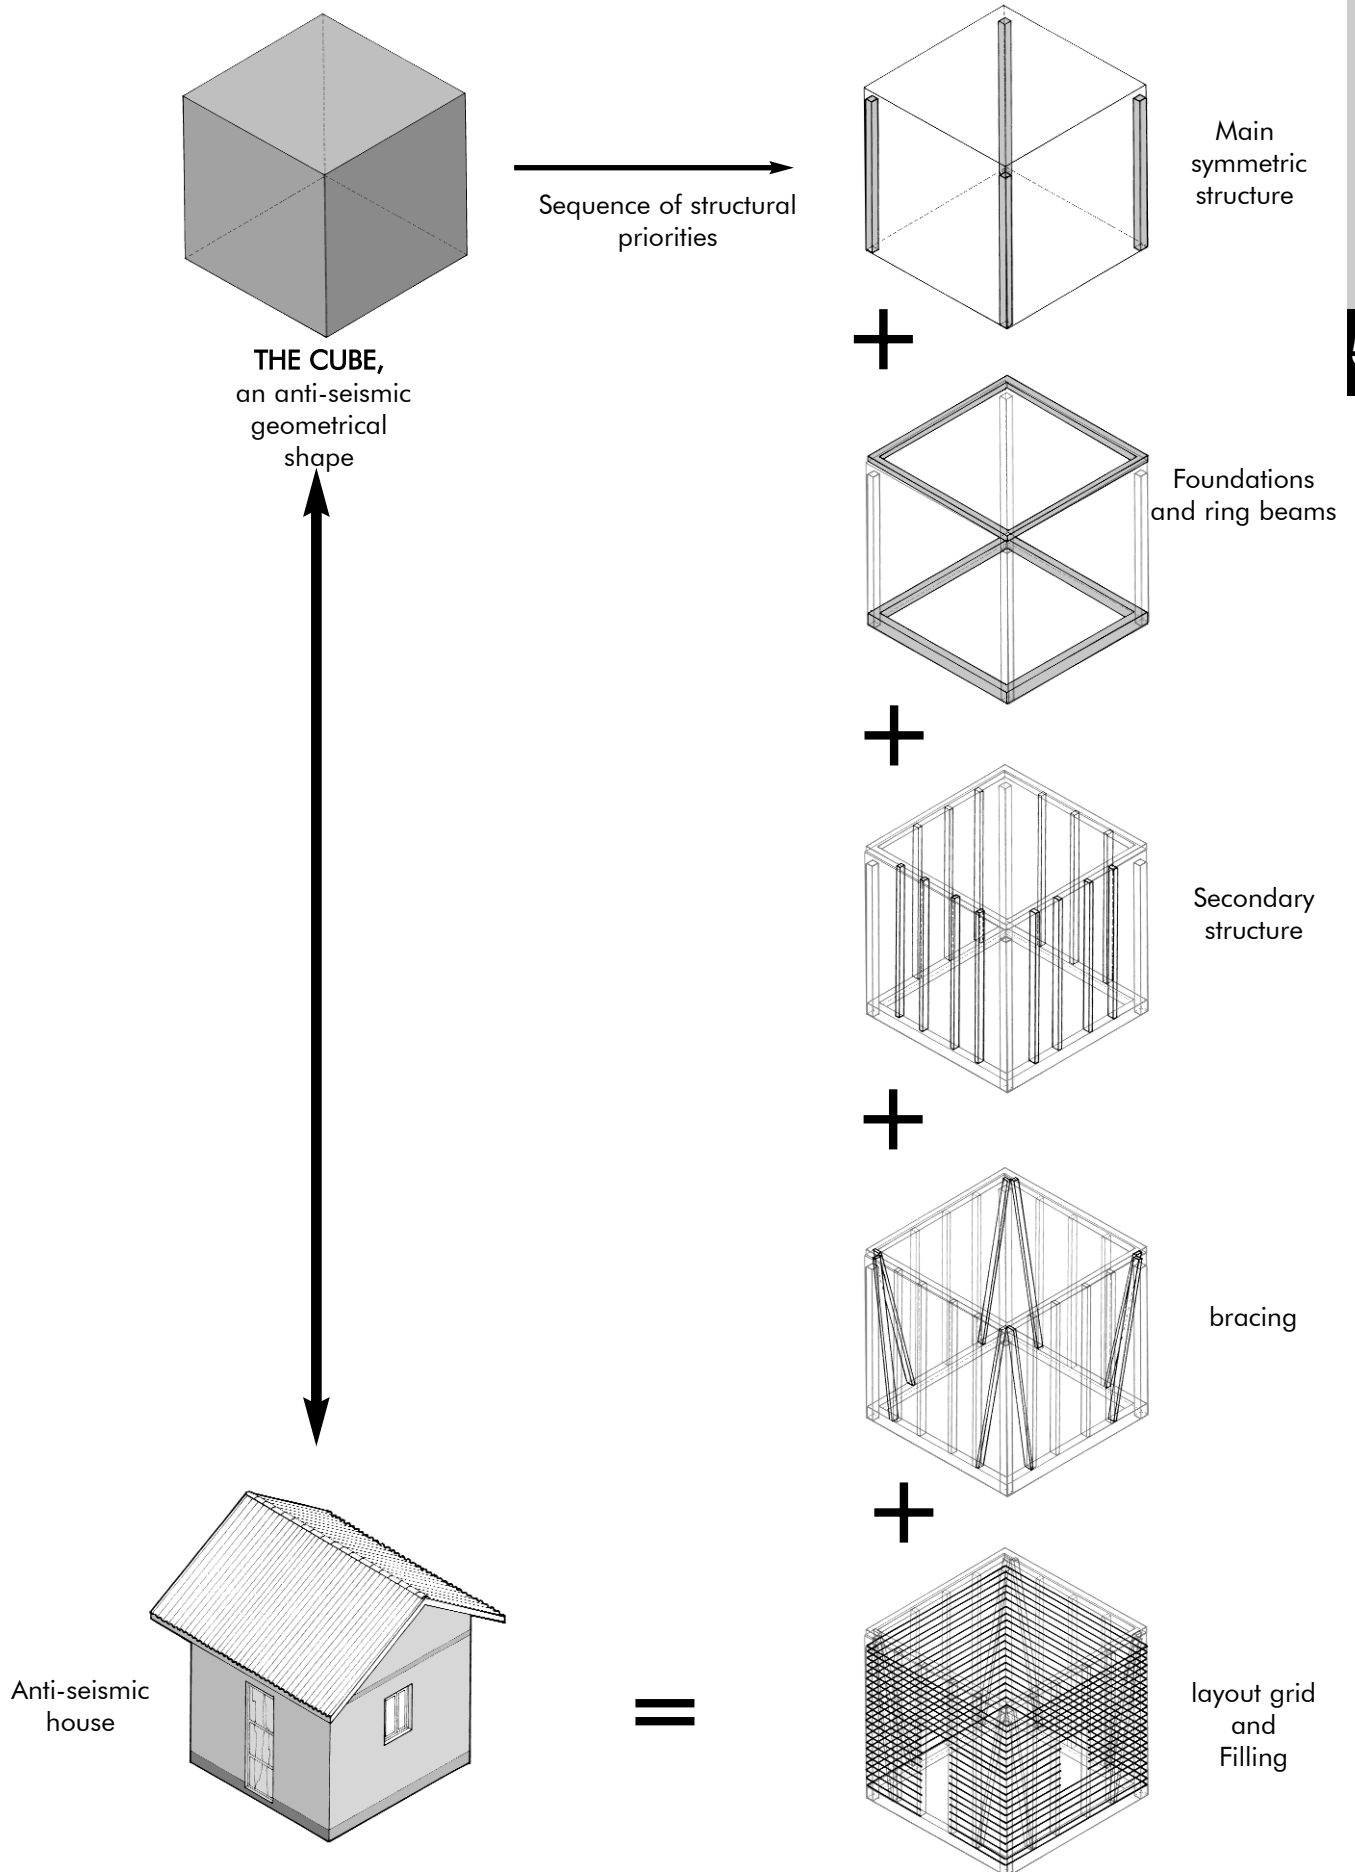 THE CUBE,
an anti-seismic
geometrical
shape
Sequence of structural
priorities
Main
symmetric
structure
+
Foundations
and ring beams
+
Secondary
structure
+
bracing
+
layout grid
and
Filling
=
Anti-seismic
house